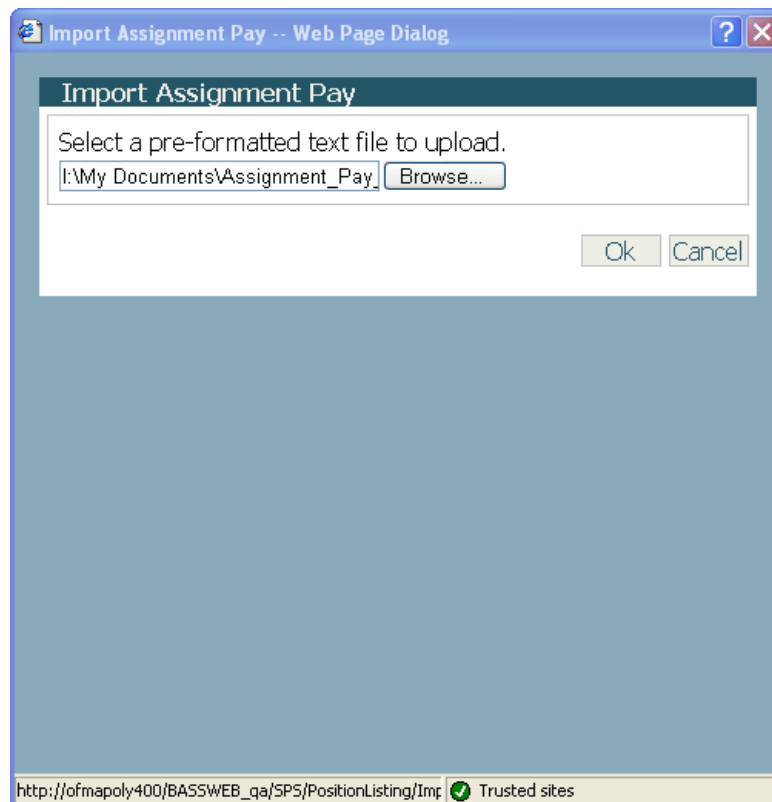 Import Assignment Pay -- Web Page Dialog
?
Import Assignment Pay
Select a pre-formatted text file to upload.
I:\My Documents\Assignment_Pay_ Browse...
Ok Cancel
http://ofmapoly400/BASSWEB_qa/SPS/PositionListing/Imp Trusted sites